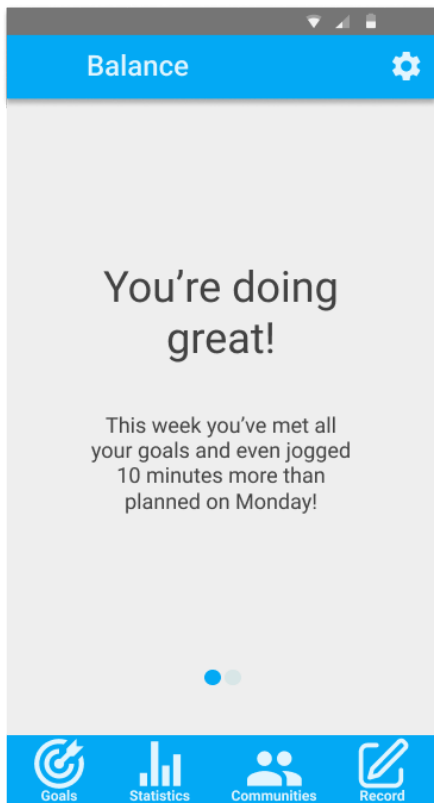 Balance
You’re doing
great!
This week you’ve met all
your goals and even jogged
10 minutes more than
planned on Monday!
Goals
Statistics
Communities
Record